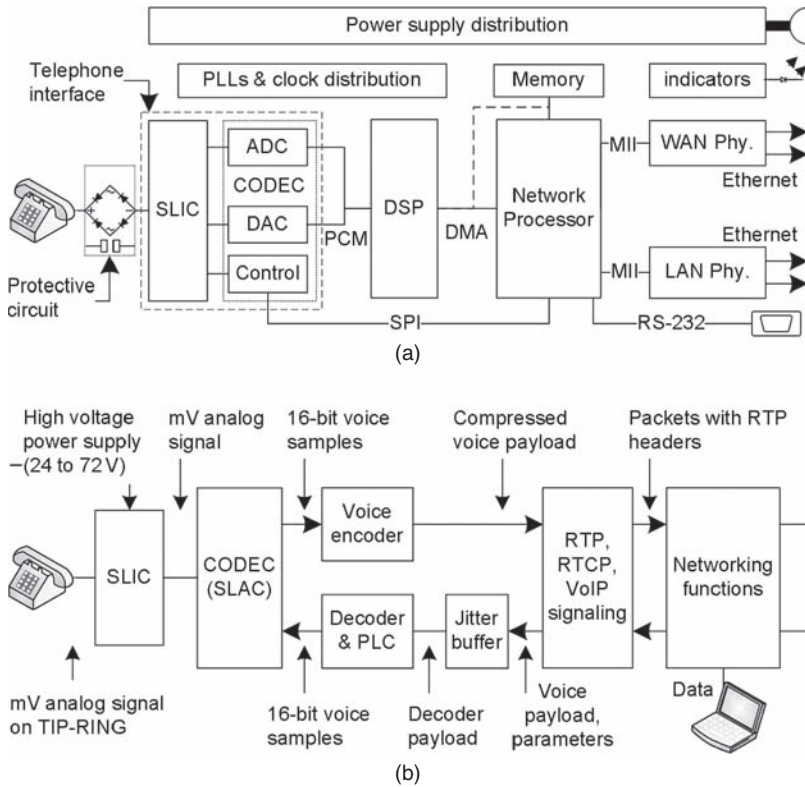 Power supply distribution
Telephone
interface
PLLs & clock distribution
Memory
indicators
SLIC
ADC
CODEC
DAC
Control
PCM
DSP
DMA
Network
Processor
MII
WAN Phy.
Ethernet
Ethernet
MII
LAN Phy.
Protective
circuit
SPI
RS-232
(a)
High voltage
power supply
–(24 to 72 V)
mV analog
signal
16-bit voice
samples
Compressed
voice payload
Packets with RTP
headers
SLIC
CODEC
(SLAC)
Voice
encoder
RTP,
RTCP,
VoIP
signaling
Networking
functions
Decoder
& PLC
Jitter
buffer
mV analog signal
on TIP-RING
16-bit voice
samples
Decoder
payload
Voice
payload,
parameters
Data
(b)